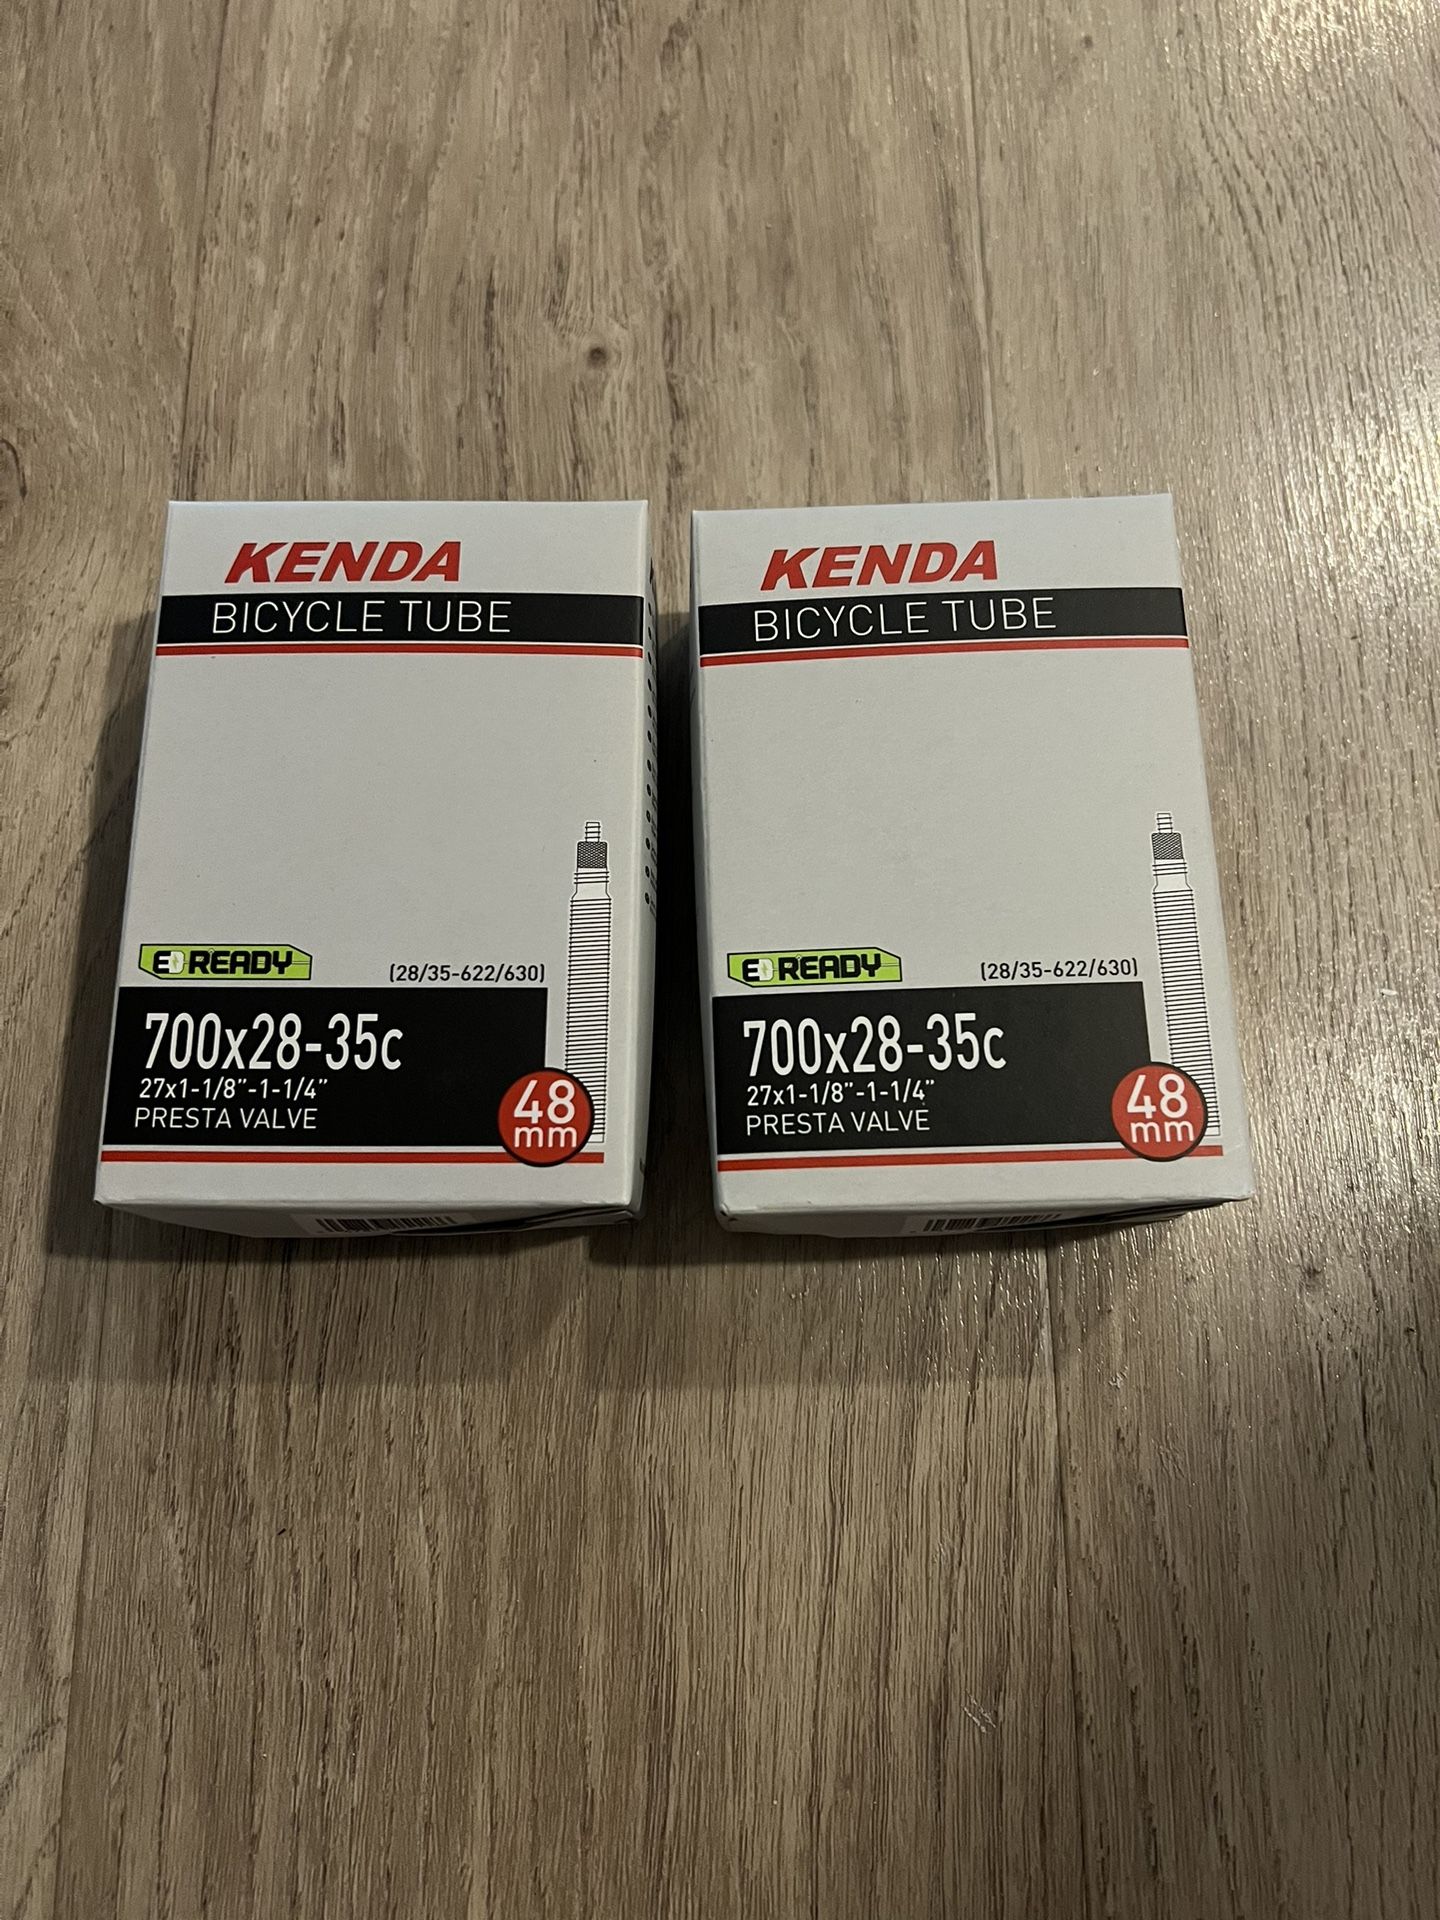 KENDA
BICYCLE TUBE
READY
(28/35-622/630)
700x28-35c
27x1-1/8"-1-1/4"
PRESTA VALVE
48
mm
KENDA
BICYCLE TUBE
READY
(28/35-622/630)
700x28-35c
27x1-1/8"-1-1/4"
PRESTA VALVE
48
mm